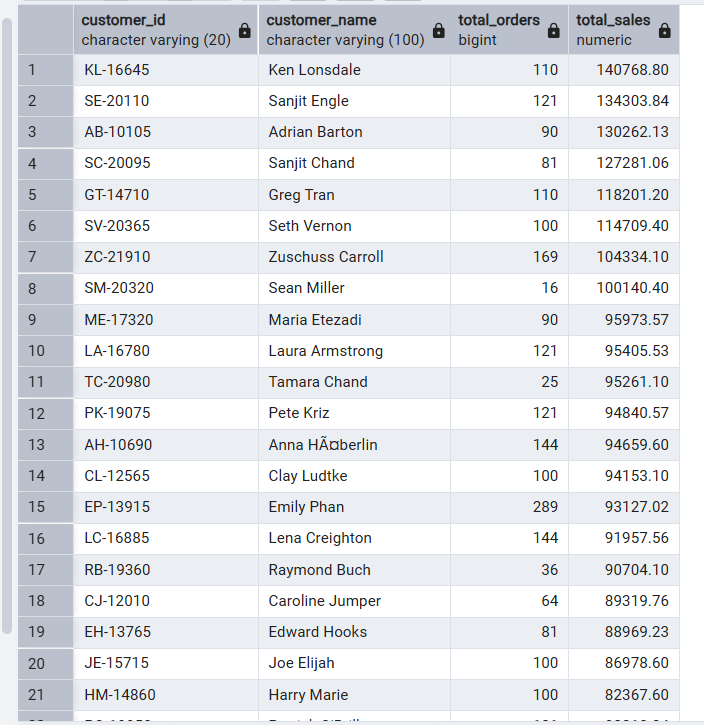 customer_id customer_name total_orders total_sales
character varying (20) character varying (100) bigint numeric
1 KL-16645 Ken Lonsdale 110 140768.80
2 SE-20110 Sanjit Engle 121 134303.84
3 AB-10105 Adrian Barton 90 130262.13
4 SC-20095 Sanjit Chand 81 127281.06
5 GT-14710 Greg Tran 110 118201.20
6 SV-20365 Seth Vernon 100 114709.40
7 ZC-21910 Zuschuss Carroll 169 104334.10
8 SM-20320 Sean Miller 16 100140.40
9 ME-17320 Maria Etezadi 90 95973.57
10 LA-16780 Laura Armstrong 121 95405.53
11 TC-20980 Tamara Chand 25 95261.10
12 PK-19075 Pete Kriz 121 94840.57
13 AH-10690 Anna HÃ¤berlin 144 94659.60
14 CL-12565 Clay Ludtke 100 94153.10
15 EP-13915 Emily Phan 289 93127.02
16 LC-16885 Lena Creighton 144 91957.56
17 RB-19360 Raymond Buch 36 90704.10
18 CJ-12010 Caroline Jumper 64 89319.76
19 EH-13765 Edward Hooks 81 88969.23
20 JE-15715 Joe Elijah 100 86978.60
21 HM-14860 Harry Marie 100 82367.60